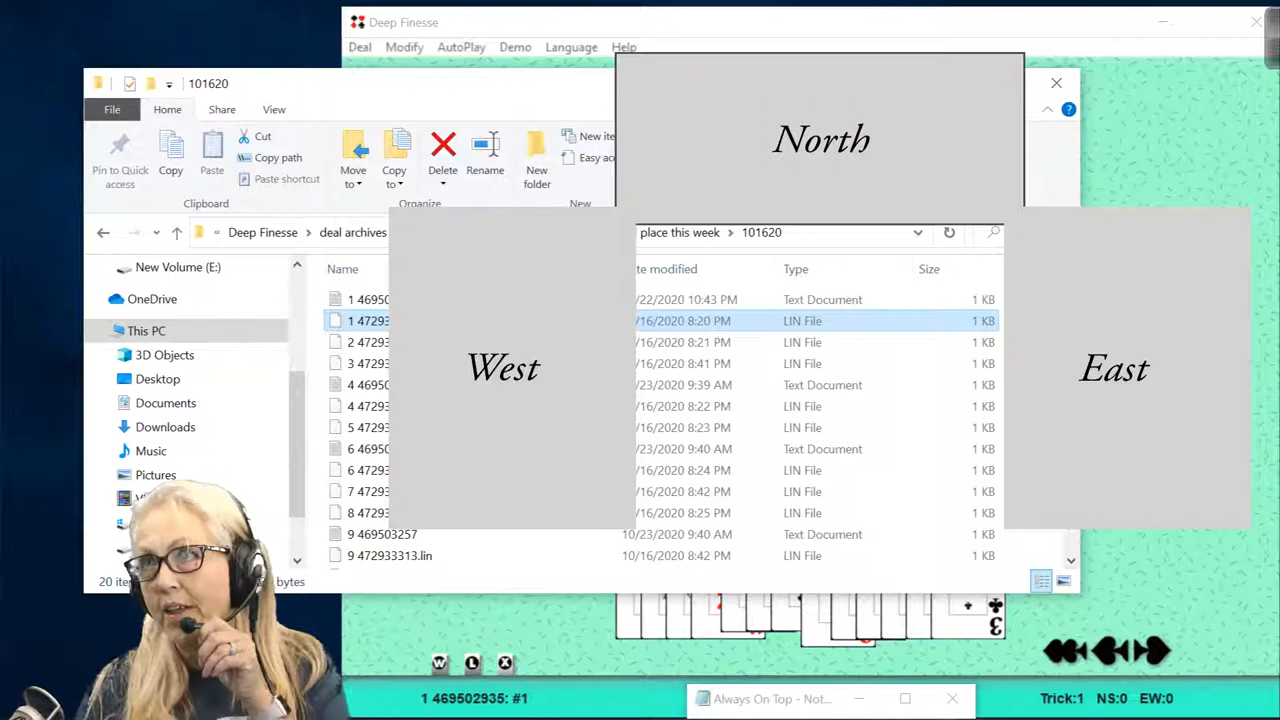 Deep Finesse
Deal Modify AutoPlay Demo Language Help
101620
File Home Share View
Pin to Quick access
Copy
Paste
Cut
Copy path
Paste shortcut
Move to
Copy to
Delete
Rename
New folder
New
Easy
Clipboard
Organize
New
North
« Deep Finesse › deal archives
place this week › 101620
New Volume (E:)
OneDrive
This PC
3D Objects
Desktop
Documents
Downloads
Music
Pictures
Name
modified Type Size
1 46950 /22/2020 10:43 PM Text Document 1 KB
1 47293 /16/2020 8:20 PM LIN File 1 KB
2 47293 /16/2020 8:21 PM LIN File 1 KB
3 47293 /16/2020 8:41 PM LIN File 1 KB
4 46950 /23/2020 9:39 AM Text Document 1 KB
4 47293 /16/2020 8:22 PM LIN File 1 KB
5 47293 /16/2020 8:23 PM LIN File 1 KB
6 46950 /23/2020 9:40 AM Text Document 1 KB
6 47293 /16/2020 8:24 PM LIN File 1 KB
7 47293 /16/2020 8:42 PM LIN File 1 KB
8 47293 /16/2020 8:25 PM LIN File 1 KB
9 469503257 10/23/2020 9:40 AM Text Document 1 KB
9 472933313.lin 10/16/2020 8:42 PM LIN File 1 KB
West
East
20 bytes
3
W L X
1 469502935: #1
Always On Top - Not...
Trick:1 NS:0 EW:0